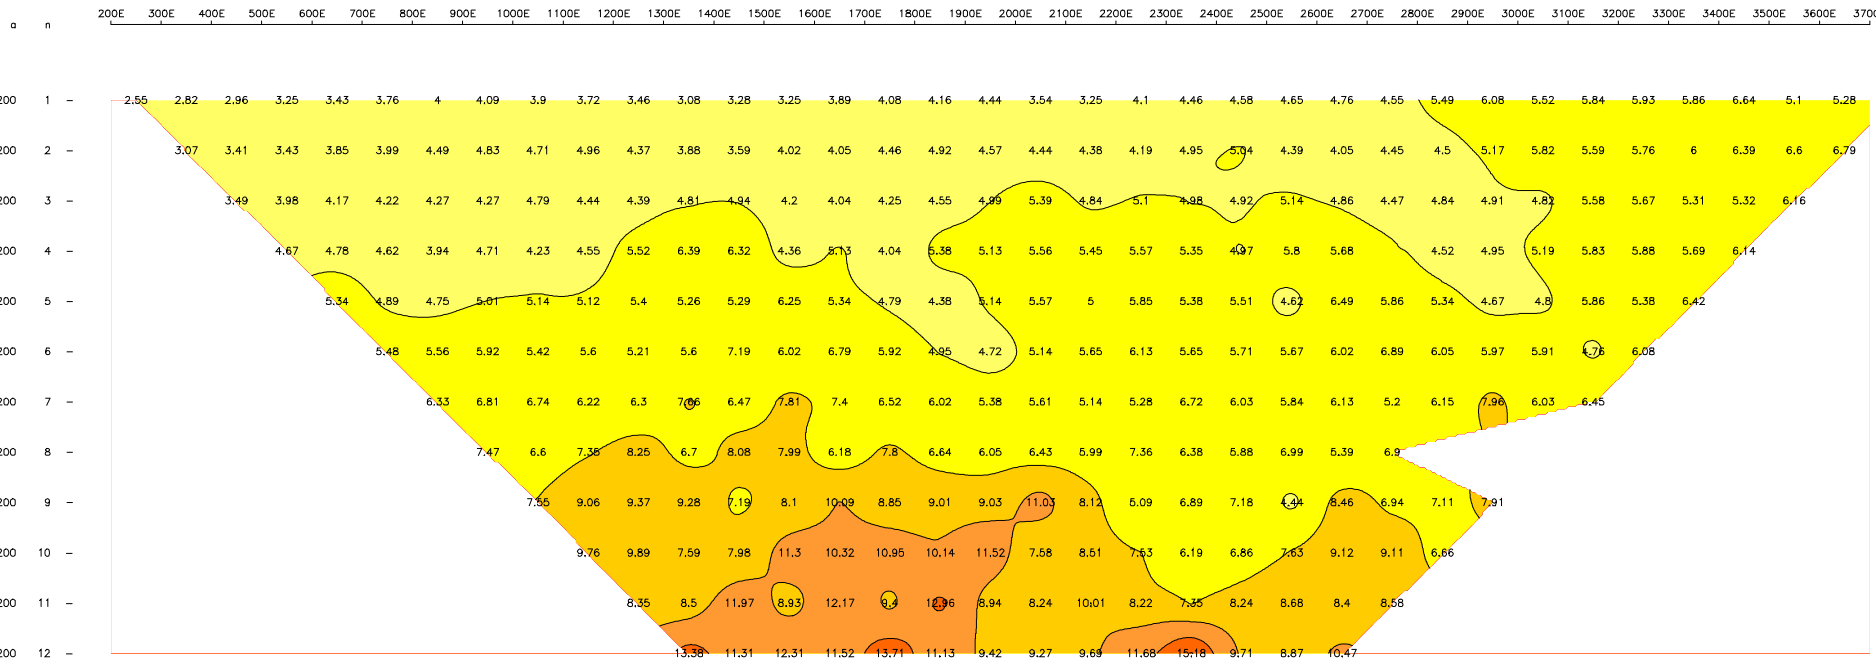 a n 200E 300E 400E 500E 600E 700E 800E 900E 1000E 1100E 1200E 1300E 1400E 1500E 1600E 1700E 1800E 1900E 2000E 2100E 2200E 2300E 2400E 2500E 2600E 2700E 2800E 2900E 3000E 3100E 3200E 3300E 3400E 3500E 3600E 3700
200 1 – 2.55 2.82 2.96 3.25 3.43 3.76 4 4.09 3.9 3.72 3.46 3.08 3.28 3.25 3.89 4.08 4.16 4.44 3.54 3.25 4.1 4.46 4.58 4.65 4.76 4.55 5.49 6.08 5.52 5.84 5.93 5.86 6.64 5.1 5.28
200 2 – 3.07 3.41 3.43 3.85 3.99 4.49 4.83 4.71 4.96 4.37 3.88 3.59 4.02 4.05 4.46 4.92 4.57 4.44 4.38 4.19 4.95 5.04 4.39 4.05 4.45 4.5 5.17 5.82 5.59 5.76 6 6.39 6.6 6.79
200 3 – 3.49 3.98 4.17 4.22 4.27 4.27 4.79 4.44 4.39 4.81 4.94 4.2 4.04 4.25 4.55 4.99 5.39 4.84 5.1 4.98 4.92 5.14 4.86 4.47 4.84 4.91 4.82 5.58 5.67 5.31 5.32 6.16
200 4 – 4.67 4.78 4.62 3.94 4.71 4.23 4.55 5.52 6.39 6.32 4.36 5.13 4.04 5.38 5.13 5.56 5.45 5.57 5.35 4.97 5.8 5.68 4.52 4.95 5.19 5.83 5.88 5.69 6.14
200 5 – 5.34 4.89 4.75 5.01 5.14 5.12 5.4 5.26 5.29 6.25 5.34 4.79 4.38 5.14 5.57 5 5.85 5.38 5.51 4.62 6.49 5.86 5.34 4.67 4.8 5.86 5.38 6.42
200 6 – 5.48 5.56 5.92 5.42 5.6 5.21 5.6 7.19 6.02 6.79 5.92 4.95 4.72 5.14 5.65 6.13 5.65 5.71 5.67 6.02 6.89 6.05 5.97 5.91 4.76 6.08
200 7 – 6.33 6.81 6.74 6.22 6.3 7.66 6.47 7.81 7.4 6.52 6.02 5.38 5.61 5.14 5.28 6.72 6.03 5.84 6.13 5.2 6.15 7.96 6.03 6.45
200 8 – 7.47 6.6 7.35 8.25 6.7 8.08 7.99 6.18 7.8 6.64 6.05 6.43 5.99 7.36 6.38 5.88 6.99 5.39 6.9
200 9 – 7.55 9.06 9.37 9.28 7.19 8.1 10.09 8.85 9.01 9.03 11.03 8.12 5.09 6.89 7.18 4.44 8.46 6.94 7.11 7.91
200 10 – 9.76 9.89 7.59 7.98 11.3 10.32 10.95 10.14 11.52 7.58 8.51 7.53 6.19 6.86 7.63 9.12 9.11 6.66
200 11 – 8.35 8.5 11.97 8.93 12.17 9.4 12.96 8.94 8.24 10.01 8.22 7.35 8.24 8.68 8.4 8.58
200 12 – 13.38 11.31 12.31 11.52 13.71 11.13 9.42 9.27 9.69 11.68 15.18 9.71 8.87 10.47